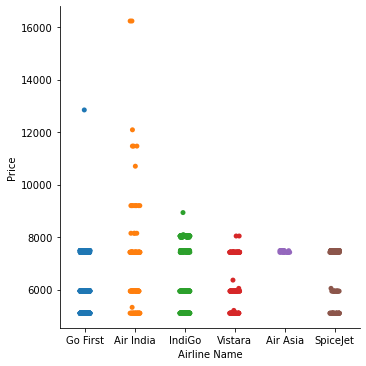 16000
14000
12000
10000
8000
6000
Price
Go First Air India IndiGo Vistara Air Asia SpiceJet
Airline Name